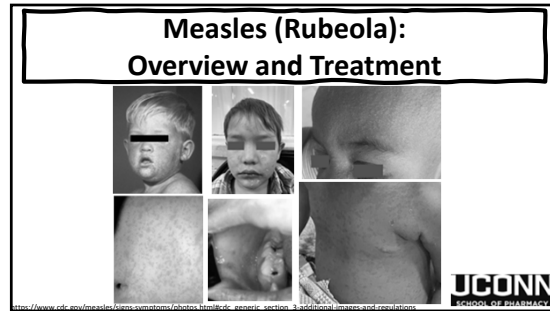 Measles (Rubeola):
Overview and Treatment
UCONN
SCHOOL OF PHARMACY
https://www.cdc.gov/measles/signs-symptoms/photos.html#cdc_generic_section_3-additional-images-and-regulations